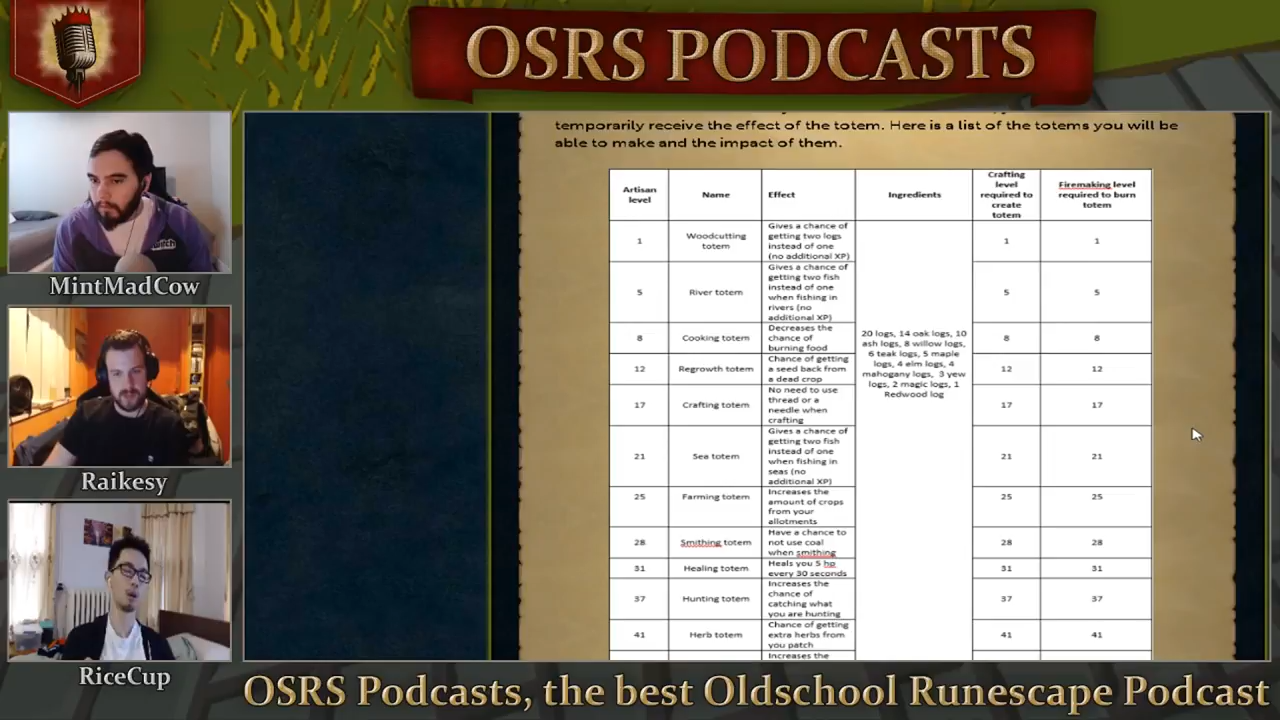 OSRS PODCASTS
temporarily receive the effect of the totem. Here is a list of the totems you will be
able to make and the impact of them.
Artisan
level
Name
Effect
Ingredients
Crafting
level
required to
create
totem
Firemaking level
required to burn
totem
1
Woodcutting
totem
Gives a chance of
getting two logs
instead of one
(no additional XP)
1
1
5
River totem
Gives a chance of
getting two fish
instead of one
when fishing in
rivers (no
additional XP)
5
5
8
Cooking totem
Decreases the
chance of
burning food
8
8
20 logs, 14 oak logs, 10
ash logs, 8 willow logs,
6 teak logs, 5 maple
logs, 4 elm logs, 4
mahogany logs, 3 yew
logs, 2 magic logs, 1
Redwood log
12
Regrowth totem
Chance of getting
a seed back from
a dead crop
12
12
17
Crafting totem
No need to use
thread or a
needle when
crafting
17
17
21
Sea totem
Gives a chance of
getting two fish
instead of one
when fishing in
seas (no
additional XP)
21
21
25
Farming totem
Increases the
amount of crops
from your
allotments
25
25
28
Smithing totem
Have a chance to
not use coal
when smithing
28
28
31
Healing totem
Heals you 5 hp
every 30 seconds
31
31
37
Hunting totem
Increases the
chance of
catching what
you are hunting
37
37
41
Herb totem
Chance of getting
extra herbs from
you patch
41
41
Increases the
twitch
MintMadCow
Raikesy
RiceCup
OSRS Podcasts, the best Oldschool Runescape Podcast